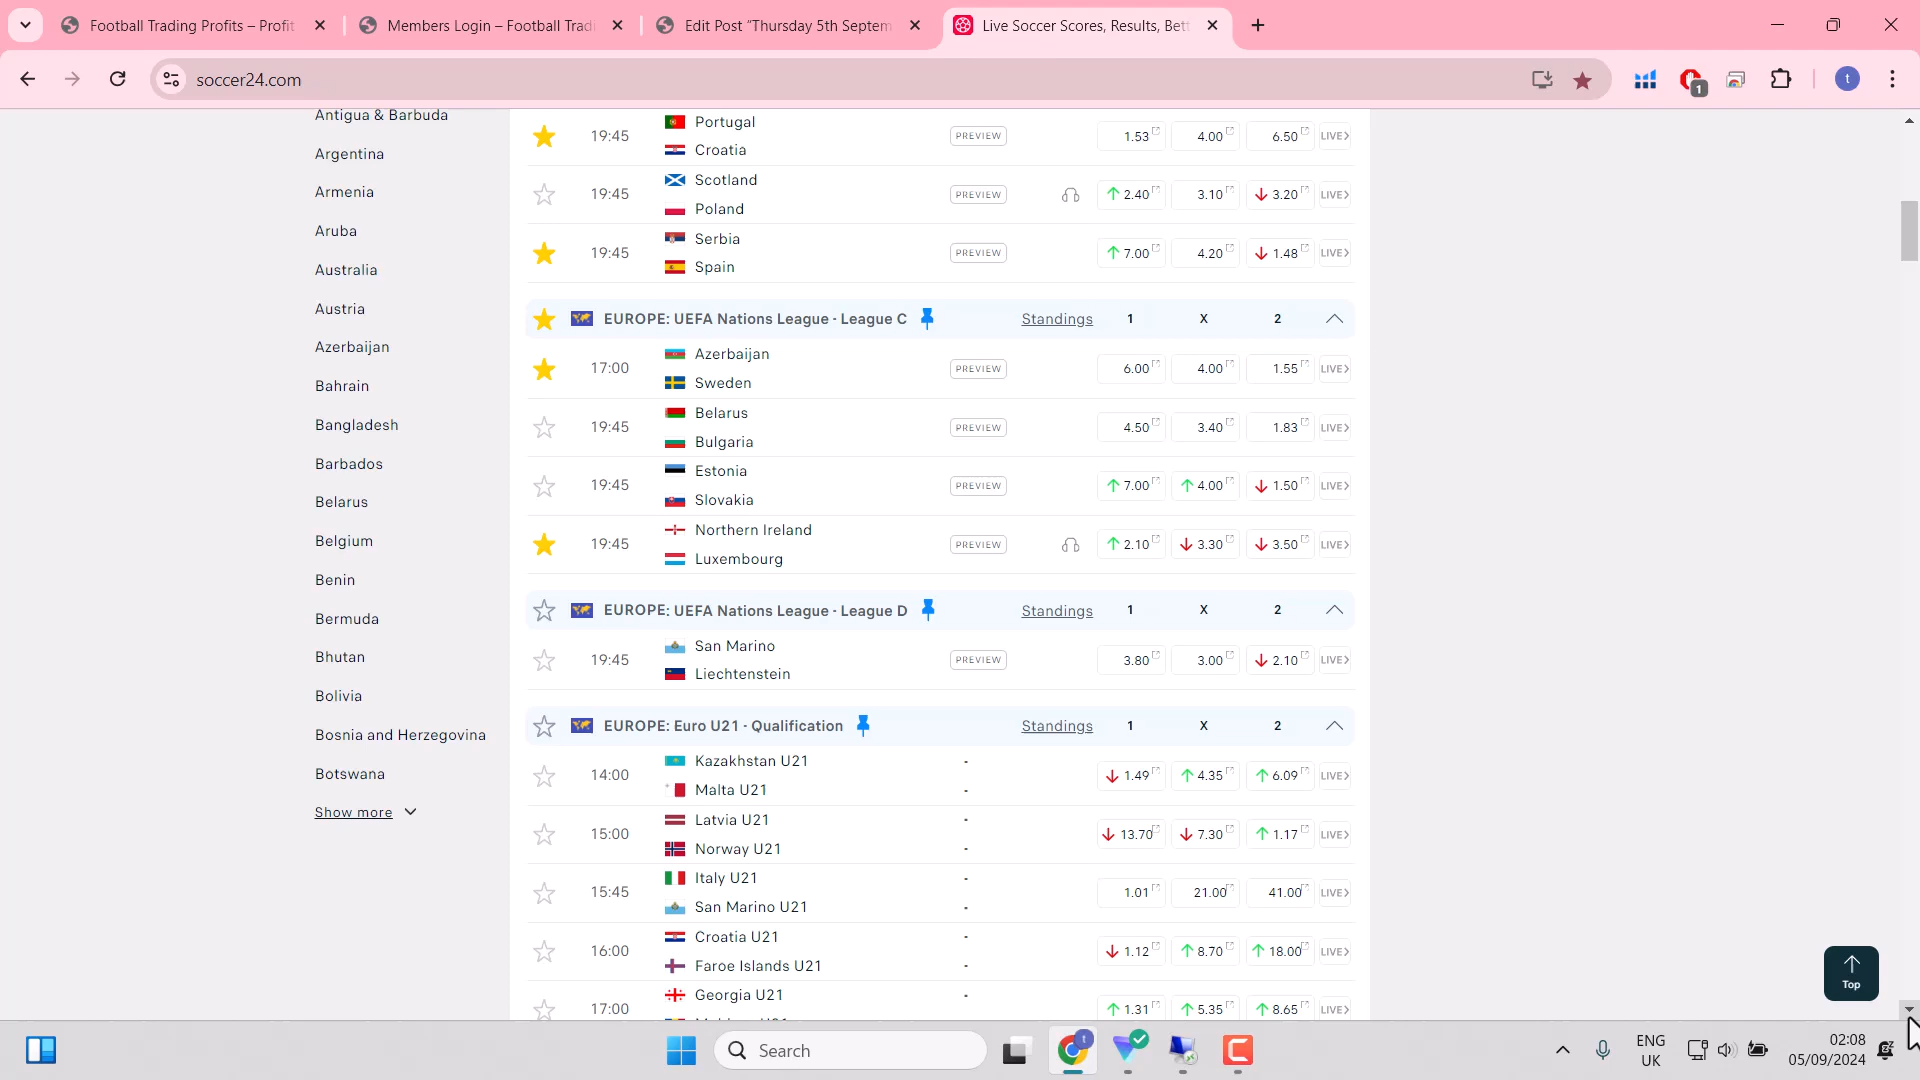 Football Trading Profits – Profit
Members Login – Football Tradi
Edit Post “Thursday 5th Septem
Live Soccer Scores, Results, Bett
soccer24.com
1
t
Antigua & Barbuda
Argentina
Armenia
Aruba
Australia
Austria
Azerbaijan
Bahrain
Bangladesh
Barbados
Belarus
Belgium
Benin
Bermuda
Bhutan
Bolivia
Bosnia and Herzegovina
Botswana
Show more
19:45 Portugal Croatia PREVIEW 1.53 4.00 6.50 LIVE
19:45 Scotland Poland PREVIEW 2.40 3.10 3.20 LIVE
19:45 Serbia Spain PREVIEW 7.00 4.20 1.48 LIVE
EUROPE: UEFA Nations League - League C Standings 1 X 2
17:00 Azerbaijan Sweden PREVIEW 6.00 4.00 1.55 LIVE
19:45 Belarus Bulgaria PREVIEW 4.50 3.40 1.83 LIVE
19:45 Estonia Slovakia PREVIEW 7.00 4.00 1.50 LIVE
19:45 Northern Ireland Luxembourg PREVIEW 2.10 3.30 3.50 LIVE
EUROPE: UEFA Nations League - League D Standings 1 X 2
19:45 San Marino Liechtenstein PREVIEW 3.80 3.00 2.10 LIVE
EUROPE: Euro U21 - Qualification Standings 1 X 2
14:00 Kazakhstan U21 - Malta U21 - 1.49 4.35 6.09 LIVE
15:00 Latvia U21 - Norway U21 - 13.70 7.30 1.17 LIVE
15:45 Italy U21 - San Marino U21 - 1.01 21.00 41.00 LIVE
16:00 Croatia U21 - Faroe Islands U21 - 1.12 8.70 18.00 LIVE
17:00 Georgia U21 - 1.31 5.35 8.65 LIVE
Top
Search
t
ENG
UK
02:08
05/09/2024